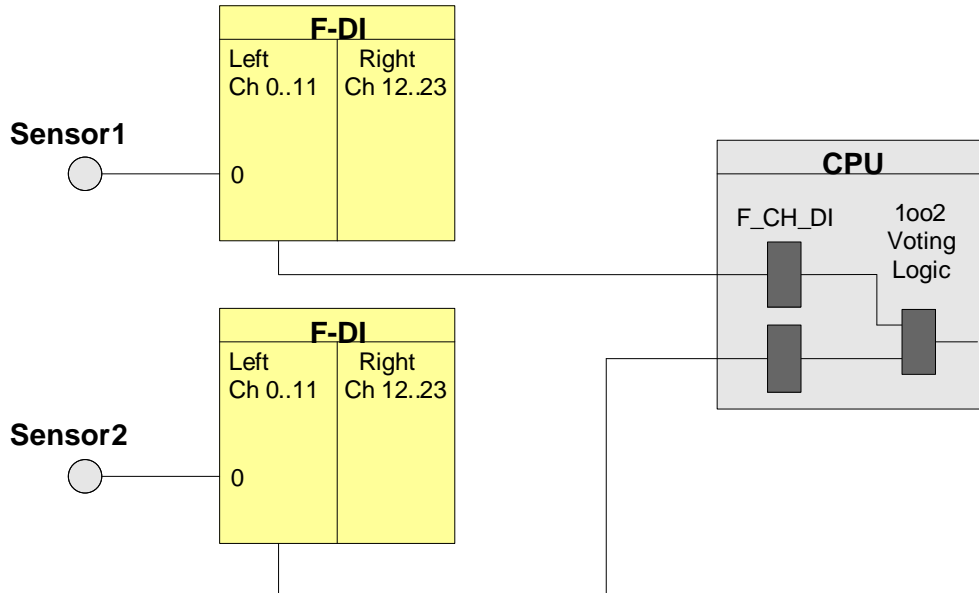 F-DI
Left Right
Ch 0..11 Ch 12..23
Sensor1
0
CPU
F_CH_DI
1oo2
Voting
Logic
F-DI
Left Right
Ch 0..11 Ch 12..23
Sensor2
0